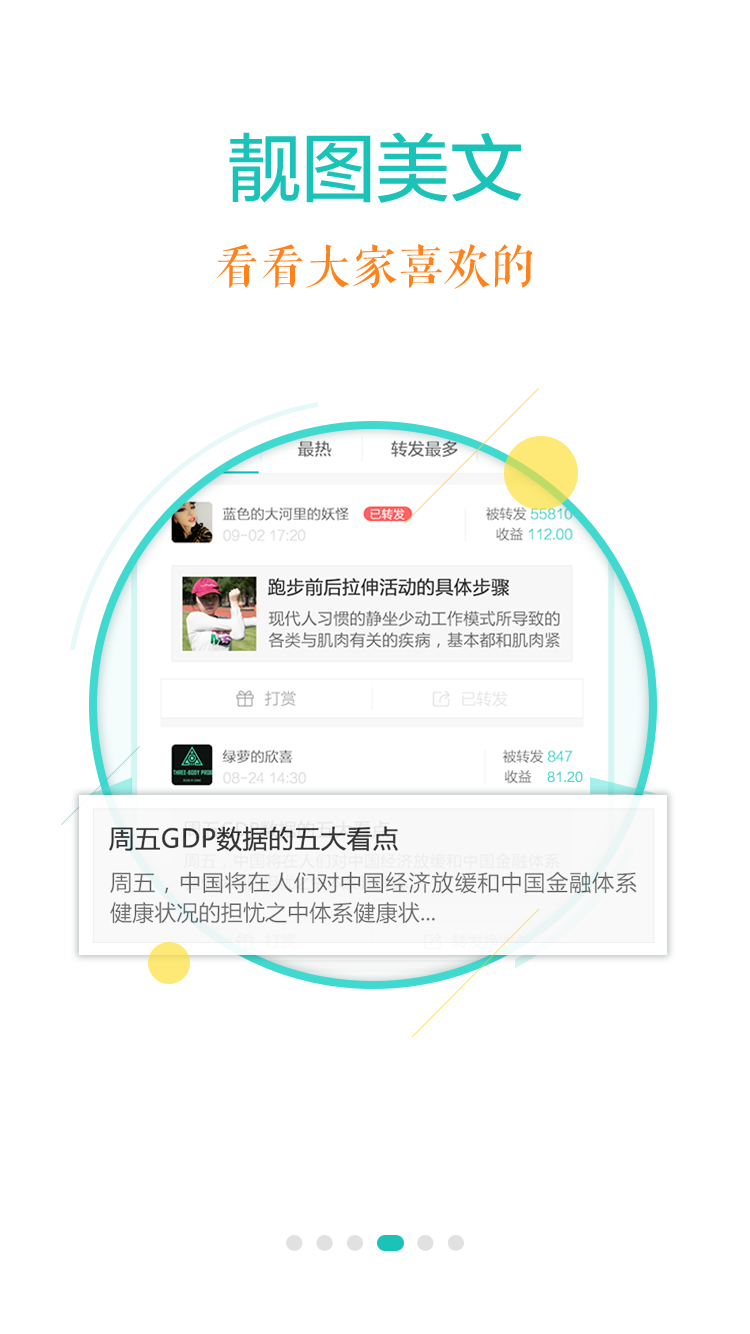 靓图美文
看看大家喜欢的
最热 转发最多
蓝色的大河里的妖怪 已转发 被转发 55810
09-02 17:20 收益 112.00
跑步前后拉伸活动的具体步骤
现代人习惯的静坐少动工作模式所导致的
各类与肌肉有关的疾病，基本都和肌肉紧
打赏 已转发
绿萝的欣喜 被转发 847
08-24 14:30 收益 81.20
周五GDP数据的五大看点
周五，中国将在人们对中国经济放缓和中国金融体系
健康状况的担忧之中体系健康状...